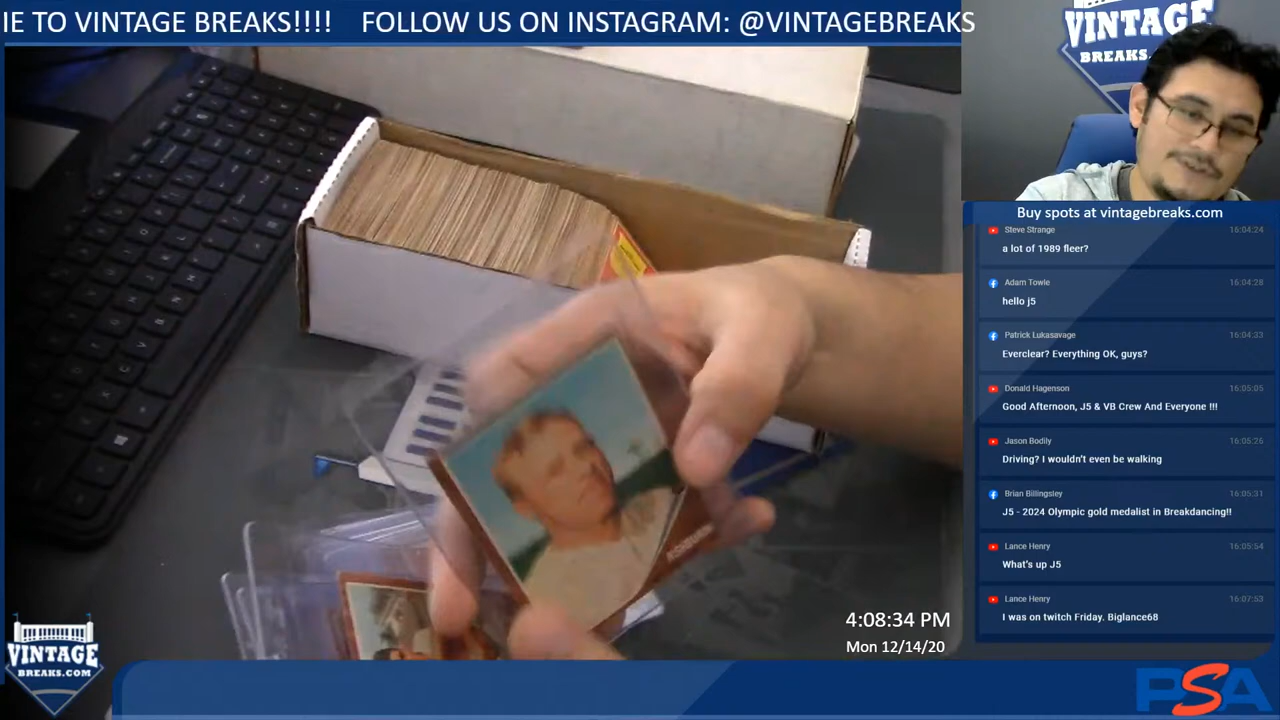 IE TO VINTAGE BREAKS!!!! FOLLOW US ON INSTAGRAM: @VINTAGEBREAKS
VINTAGE
BREAKS.
Buy spots at vintagebreaks.com
Steve Strange 16:04:24
a lot of 1989 fleer?
Adam Towle 16:04:28
hello j5
Patrick Lukasavage 16:04:33
Everclear? Everything OK, guys?
Donald Hagenson 16:05:05
Good Afternoon, J5 & VB Crew And Everyone !!!
Jason Bodily 16:05:26
Driving? I wouldn't even be walking
Brian Billingsley 16:05:31
J5 - 2024 Olympic gold medalist in Breakdancing!!
Lance Henry 16:05:54
What's up J5
Lance Henry 16:07:53
I was on twitch Friday. Biglance68
4:08:34 PM
Mon 12/14/20
VINTAGE
BREAKS.COM
PSA